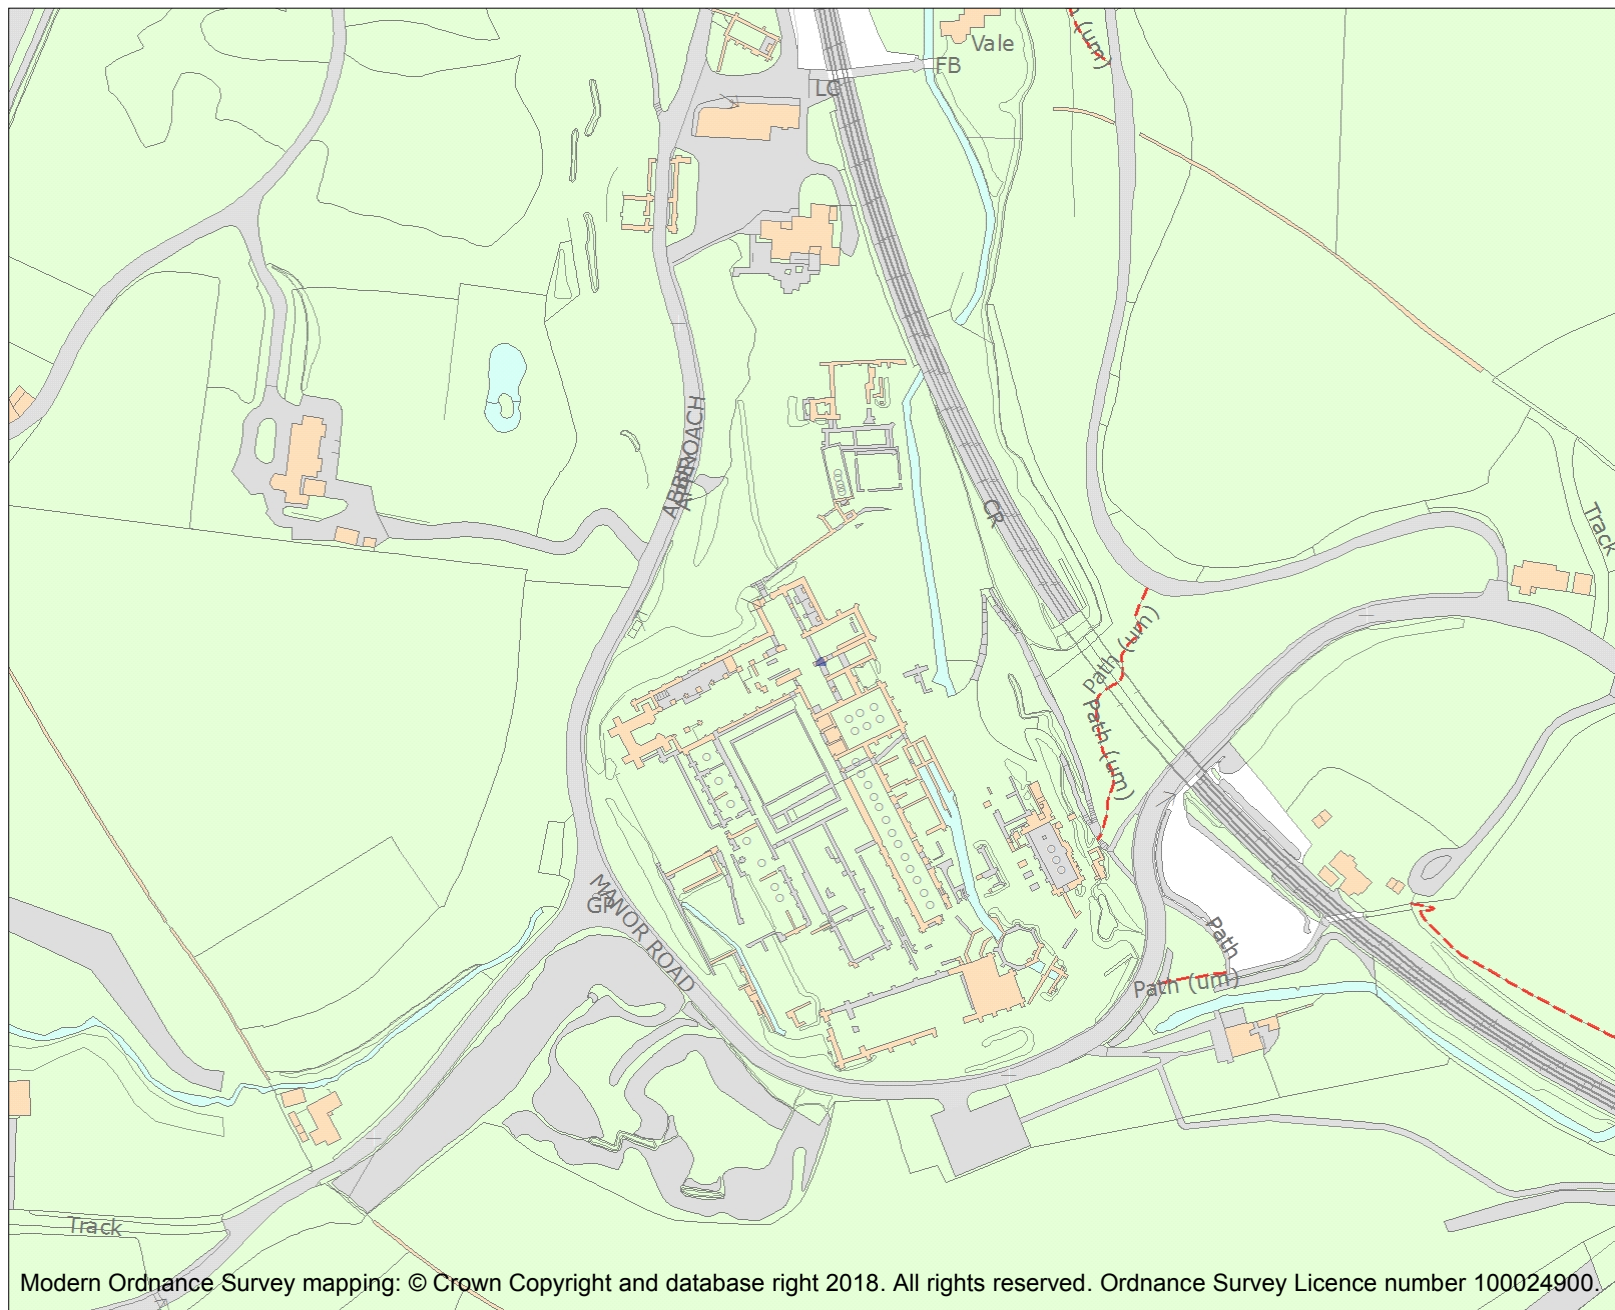 (um)
Vale
FB
LC
ABBEY
APPROACH
CR
Track
Path (um)
Path (um)
MANOR ROAD
GP
Path
Path (um)
Track
Modern Ordnance Survey mapping: © Crown Copyright and database right 2018. All rights reserved. Ordnance Survey Licence number 100024900.